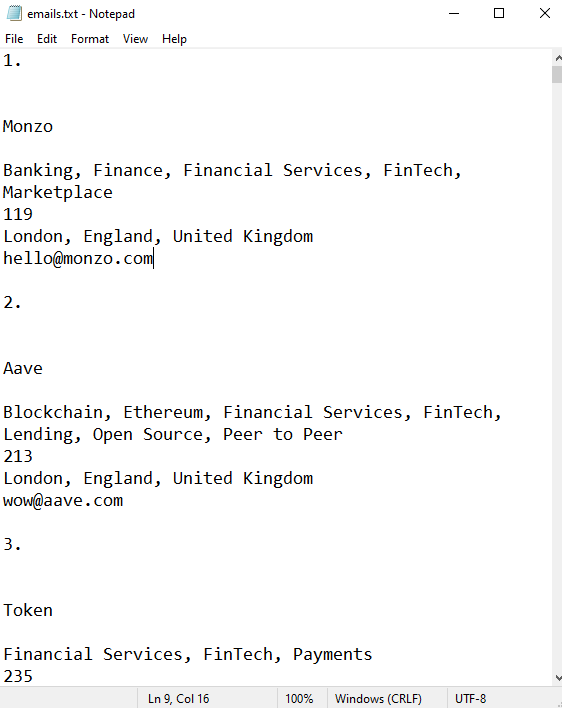 emails.txt - Notepad
File Edit Format View Help
1.
Monzo
Banking, Finance, Financial Services, FinTech,
Marketplace
119
London, England, United Kingdom
hello@monzo.com
2.
Aave
Blockchain, Ethereum, Financial Services, FinTech,
Lending, Open Source, Peer to Peer
213
London, England, United Kingdom
wow@aave.com
3.
Token
Financial Services, FinTech, Payments
235
Ln 9, Col 16 100% Windows (CRLF) UTF-8